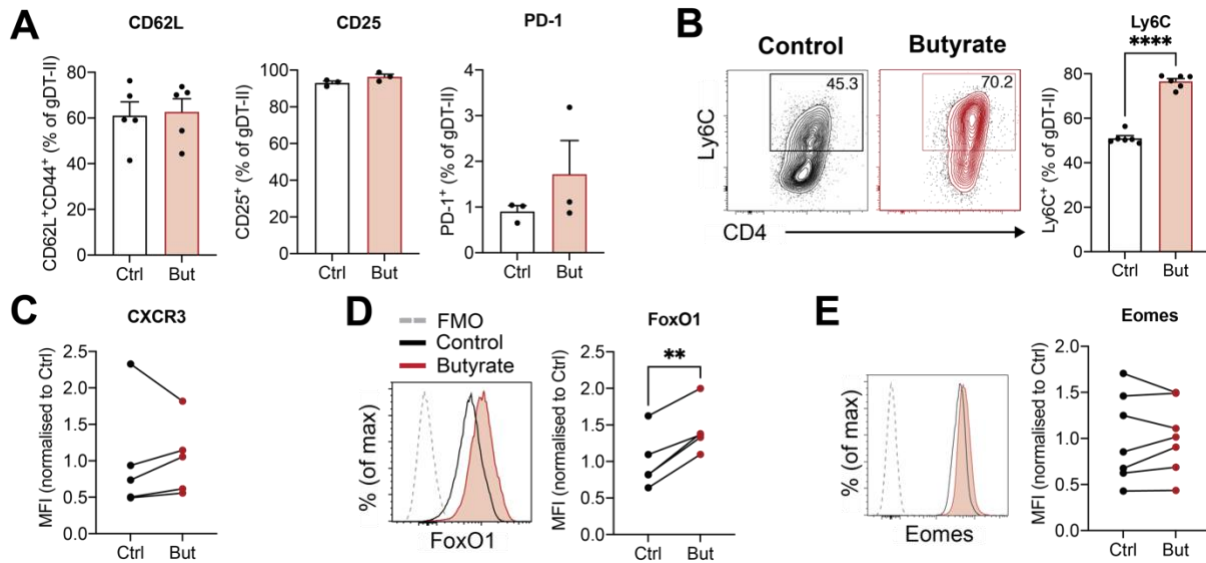 A
CD62L
CD62L⁺CD44⁺ (% of gDT-II)
80
60
40
20
0
Ctrl But
CD25
CD25⁺ (% of gDT-II)
100
80
60
40
20
0
Ctrl But
PD-1
PD-1⁺ (% of gDT-II)
4
3
2
1
0
Ctrl But
B
Control
Butyrate
45.3
70.2
Ly6C
CD4
Ly6C
****
Ly6C⁺ (% of gDT-II)
80
60
40
20
0
Ctrl But
C
CXCR3
MFI (normalised to Ctrl)
2.5
2.0
1.5
1.0
0.5
0.0
Ctrl But
D
FMO
Control
Butyrate
% (of max)
FoxO1
FoxO1
**
MFI (normalised to Ctrl)
2.5
2.0
1.5
1.0
0.5
0.0
Ctrl But
E
% (of max)
Eomes
Eomes
MFI (normalised to Ctrl)
2.0
1.5
1.0
0.5
0.0
Ctrl But